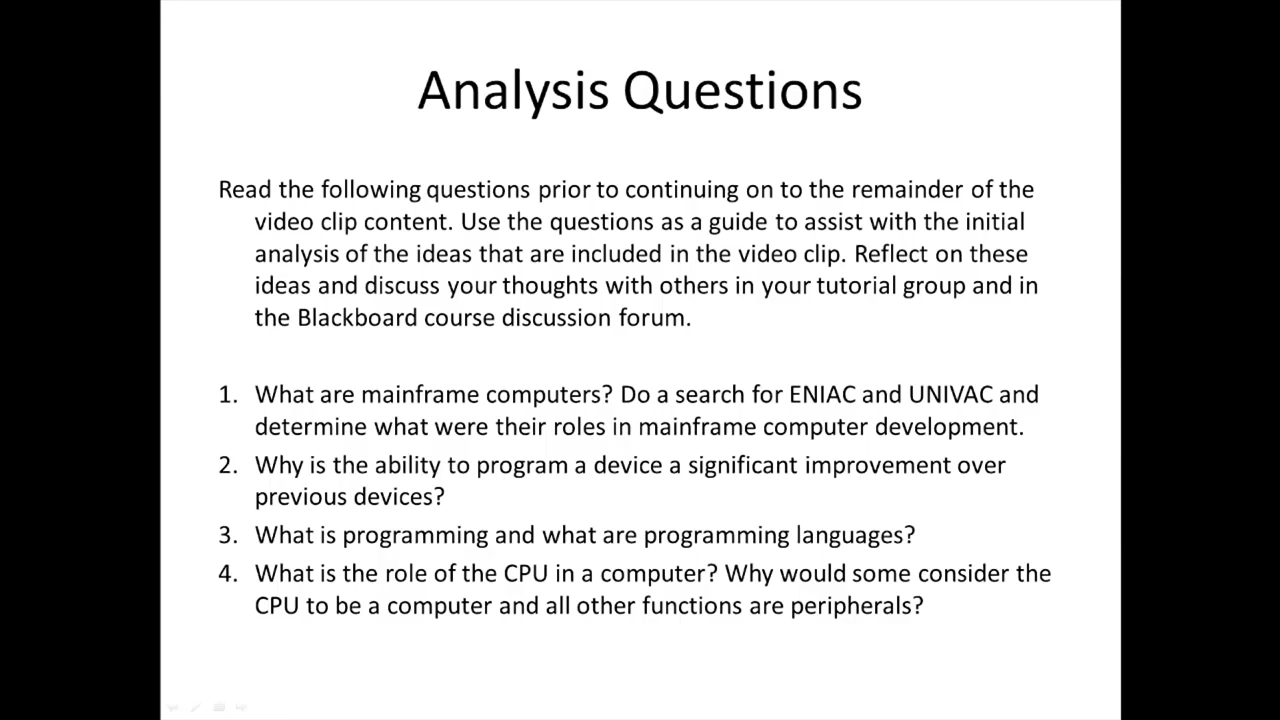 Analysis Questions
Read the following questions prior to continuing on to the remainder of the
video clip content. Use the questions as a guide to assist with the initial
analysis of the ideas that are included in the video clip. Reflect on these
ideas and discuss your thoughts with others in your tutorial group and in
the Blackboard course discussion forum.
1. What are mainframe computers? Do a search for ENIAC and UNIVAC and
determine what were their roles in mainframe computer development.
2. Why is the ability to program a device a significant improvement over
previous devices?
3. What is programming and what are programming languages?
4. What is the role of the CPU in a computer? Why would some consider the
CPU to be a computer and all other functions are peripherals?